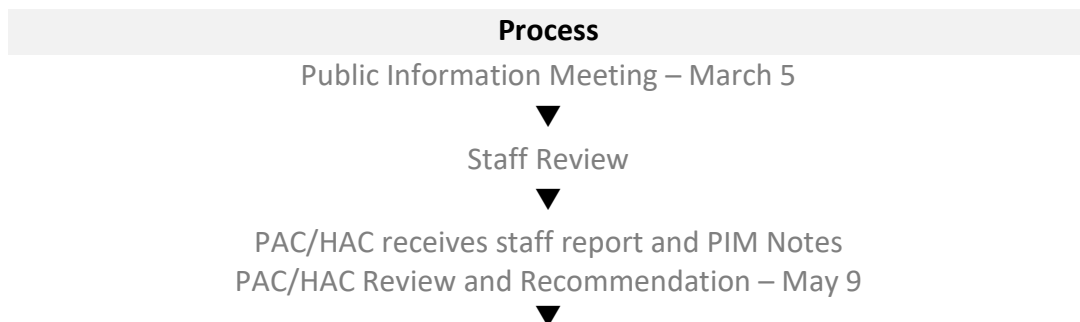 Process
Public Information Meeting – March 5
▼
Staff Review
▼
PAC/HAC receives staff report and PIM Notes
PAC/HAC Review and Recommendation – May 9
▼